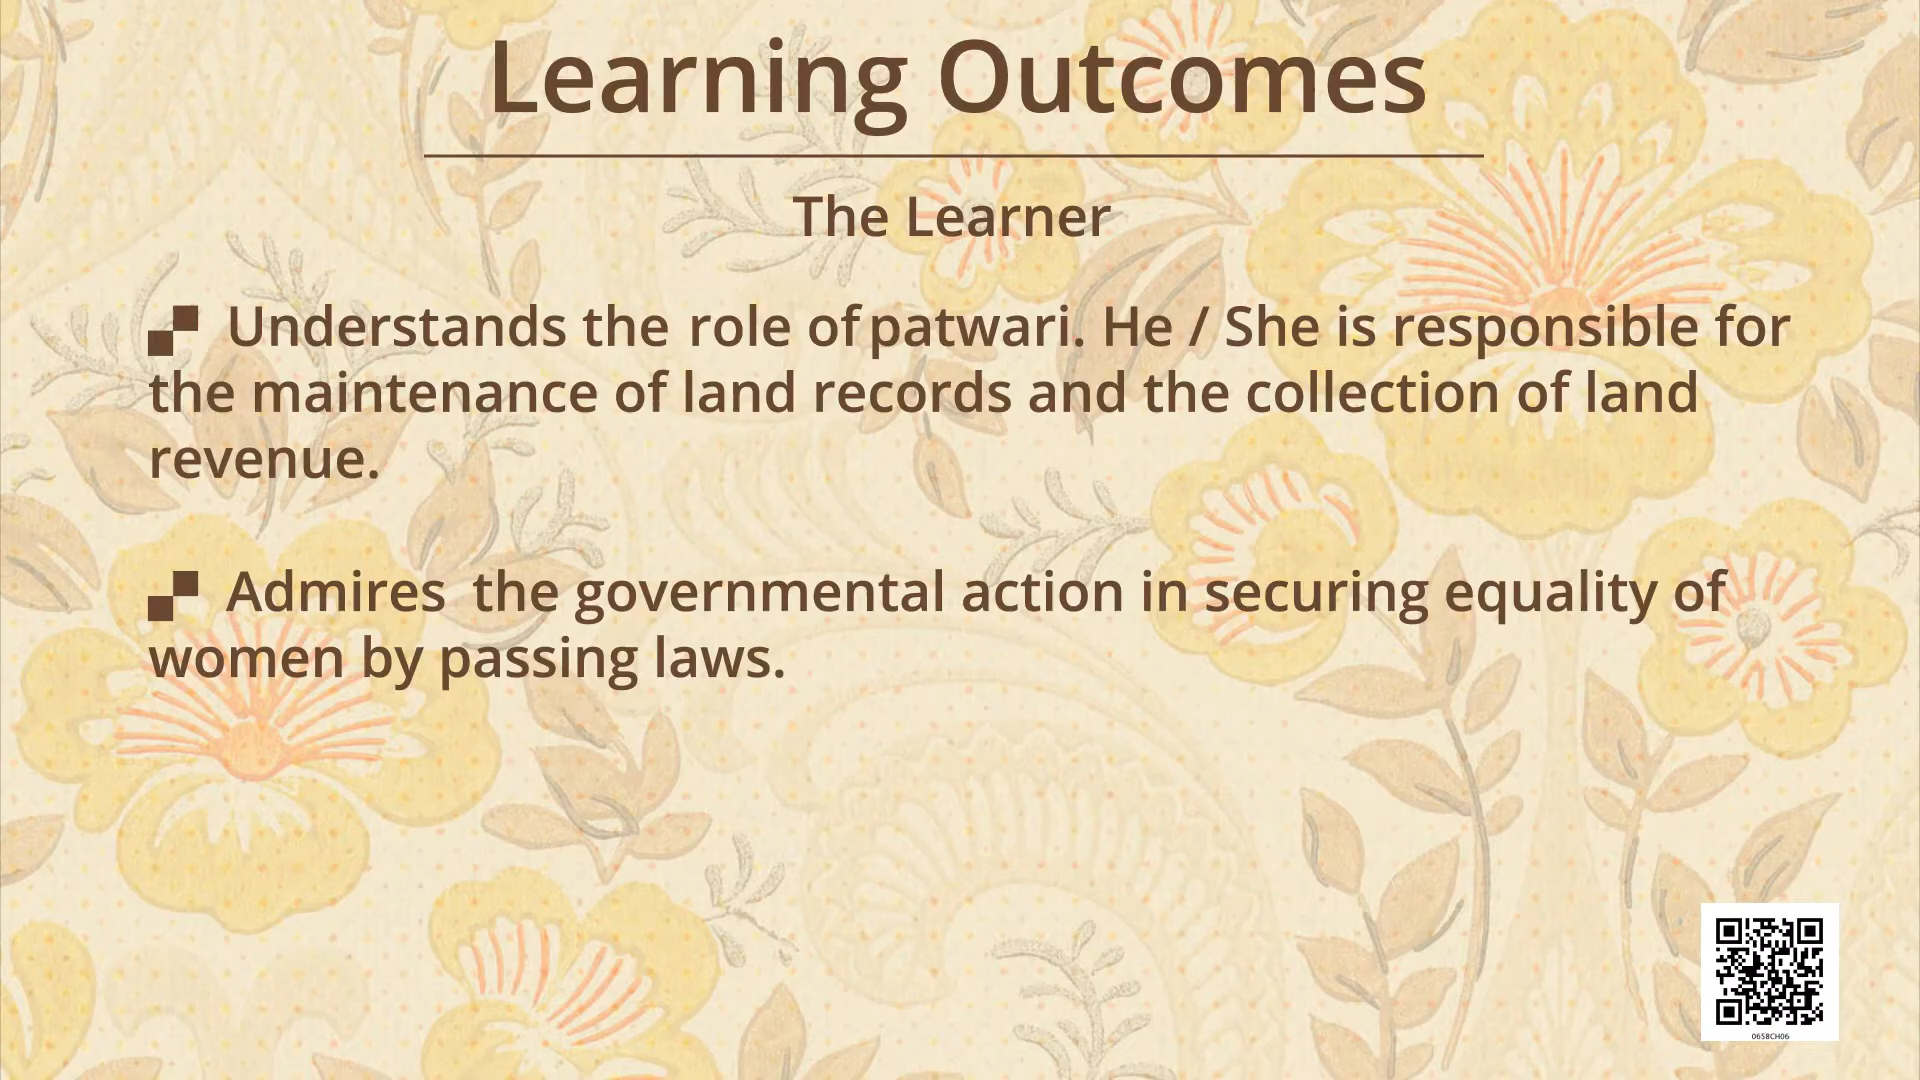 Learning Outcomes
The Learner
Understands the role of patwari. He / She is responsible for
the maintenance of land records and the collection of land
revenue.
Admires the governmental action in securing equality of
women by passing laws.
0658CH06